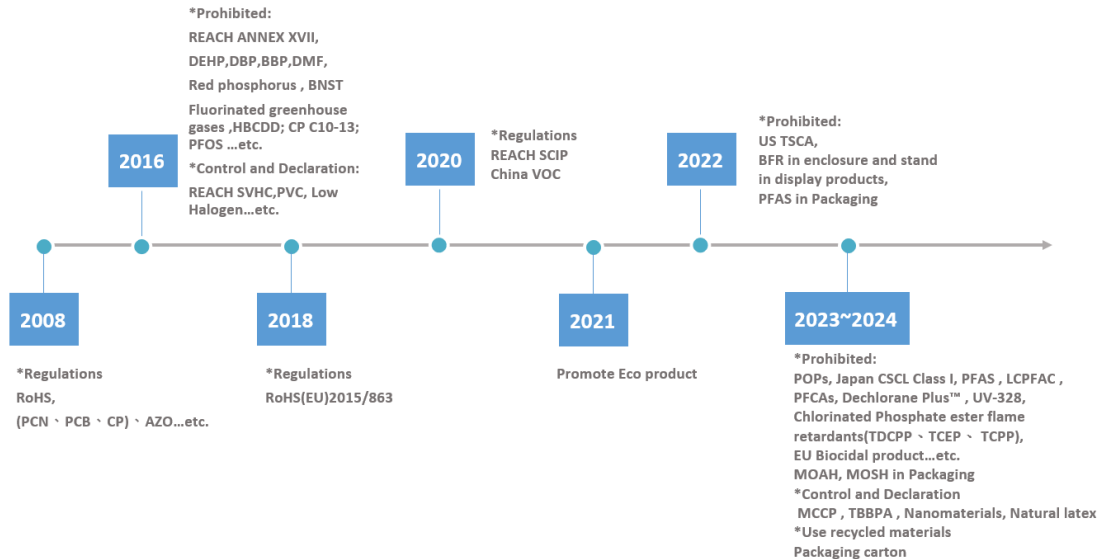 *Prohibited:
REACH ANNEX XVII,
DEHP,DBP,BBP,DMF,
Red phosphorus , BNST
Fluorinated greenhouse
gases ,HBCDD; CP C10-13;
PFOS ...etc.
*Control and Declaration:
REACH SVHC,PVC, Low
Halogen...etc.
2016
2020
*Regulations
REACH SCIP
China VOC
2022
*Prohibited:
US TSCA,
BFR in enclosure and stand
in display products,
PFAS in Packaging
2008
*Regulations
RoHS,
(PCN、PCB、CP)、AZO...etc.
2018
*Regulations
RoHS(EU)2015/863
2021
Promote Eco product
2023~2024
*Prohibited:
POPs, Japan CSCL Class I, PFAS , LCPFAC ,
PFCAs, Dechlorane Plus™ , UV-328,
Chlorinated Phosphate ester flame
retardants(TDCPP、TCEP、 TCPP),
EU Biocidal product...etc.
MOAH, MOSH in Packaging
*Control and Declaration
MCCP , TBBPA , Nanomaterials, Natural latex
*Use recycled materials
Packaging carton